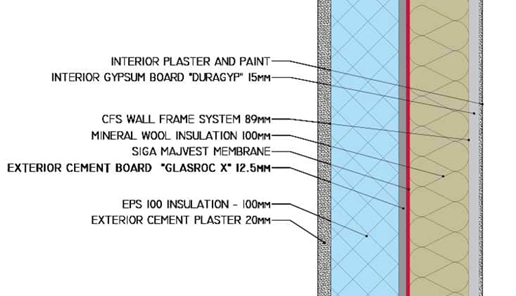 INTERIOR PLASTER AND PAINT
INTERIOR GYPSUM BOARD "DURAGYP" 15MM
CFS WALL FRAME SYSTEM 89MM
MINERAL WOOL INSULATION 100MM
SIGA MAJVEST MEMBRANE
EXTERIOR CEMENT BOARD "GLASROC X" 12.5MM
EPS 100 INSULATION - 100MM
EXTERIOR CEMENT PLASTER 20MM